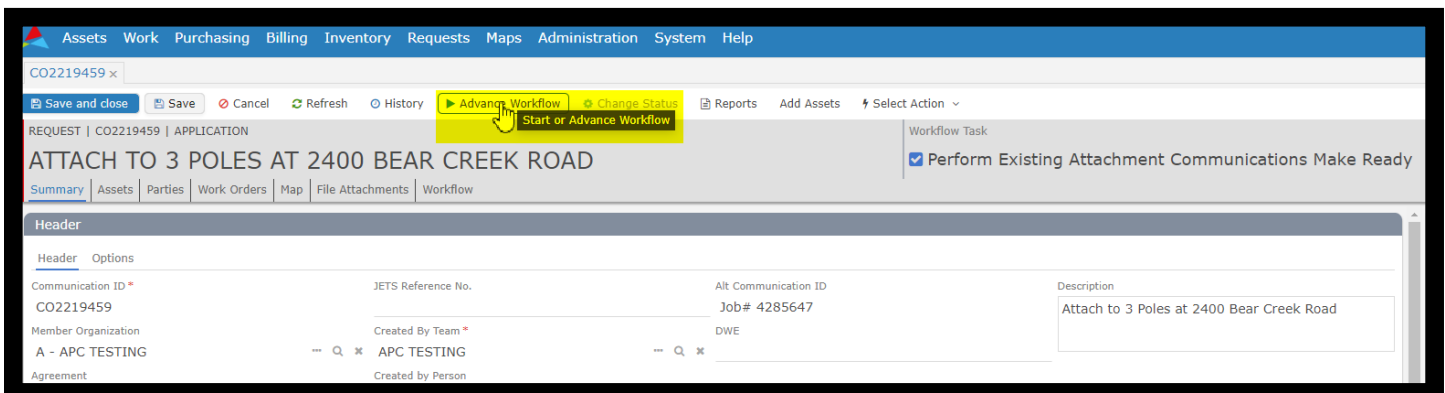 Assets Work Purchasing Billing Inventory Requests Maps Administration System Help
CO2219459 ×
Save and close Save Cancel Refresh History Advance Workflow Change Status Reports Add Assets Select Action
Start or Advance Workflow
REQUEST | CO2219459 | APPLICATION
Workflow Task
ATTACH TO 3 POLES AT 2400 BEAR CREEK ROAD
Perform Existing Attachment Communications Make Ready
Summary Assets Parties Work Orders Map File Attachments Workflow
Header
Header Options
Communication ID * JETS Reference No. Alt Communication ID Description
CO2219459 Job# 4285647 Attach to 3 Poles at 2400 Bear Creek Road
Member Organization Created By Team * DWE
A - APC TESTING APC TESTING
Agreement Created by Person